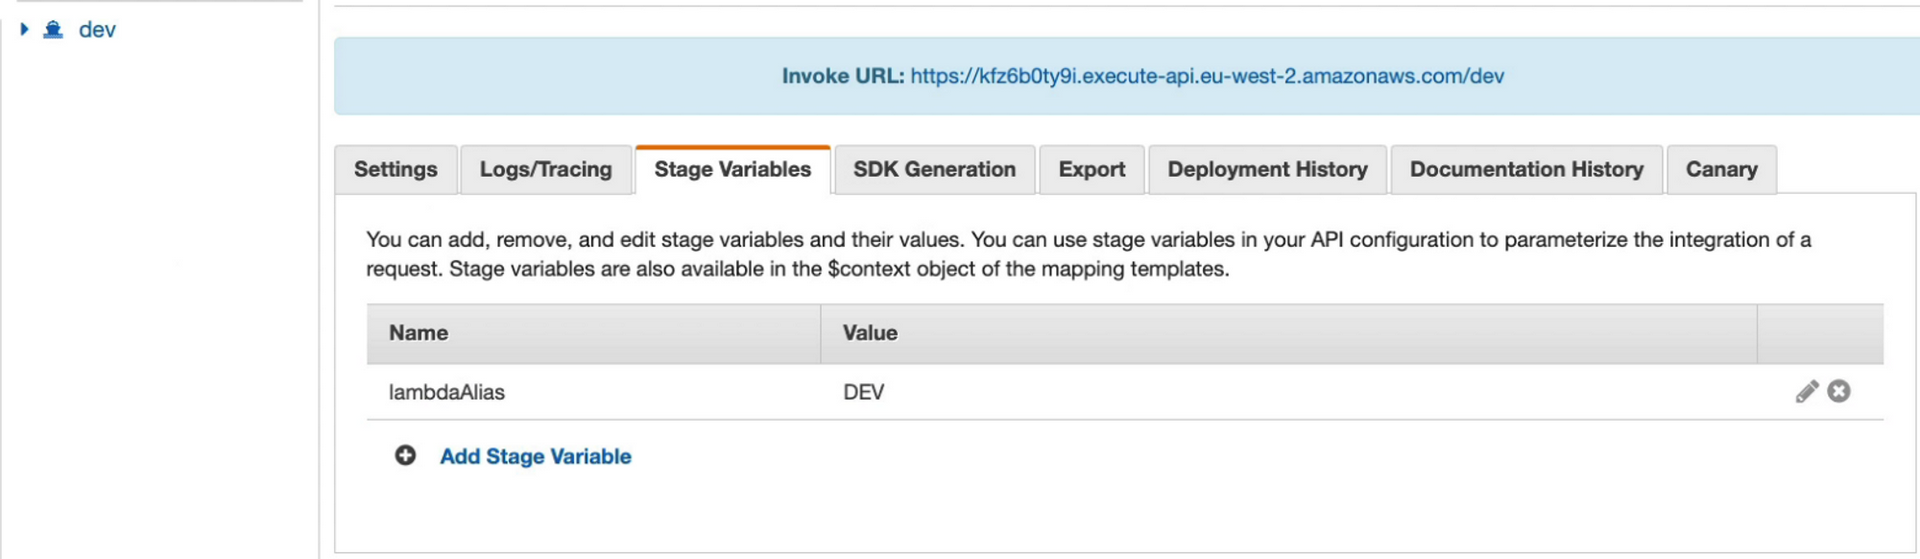 dev
Invoke URL: https://kfz6b0ty9i.execute-api.eu-west-2.amazonaws.com/dev
Settings Logs/Tracing Stage Variables SDK Generation Export Deployment History Documentation History Canary
You can add, remove, and edit stage variables and their values. You can use stage variables in your API configuration to parameterize the integration of a
request. Stage variables are also available in the $context object of the mapping templates.
Name Value
lambdaAlias DEV
Add Stage Variable